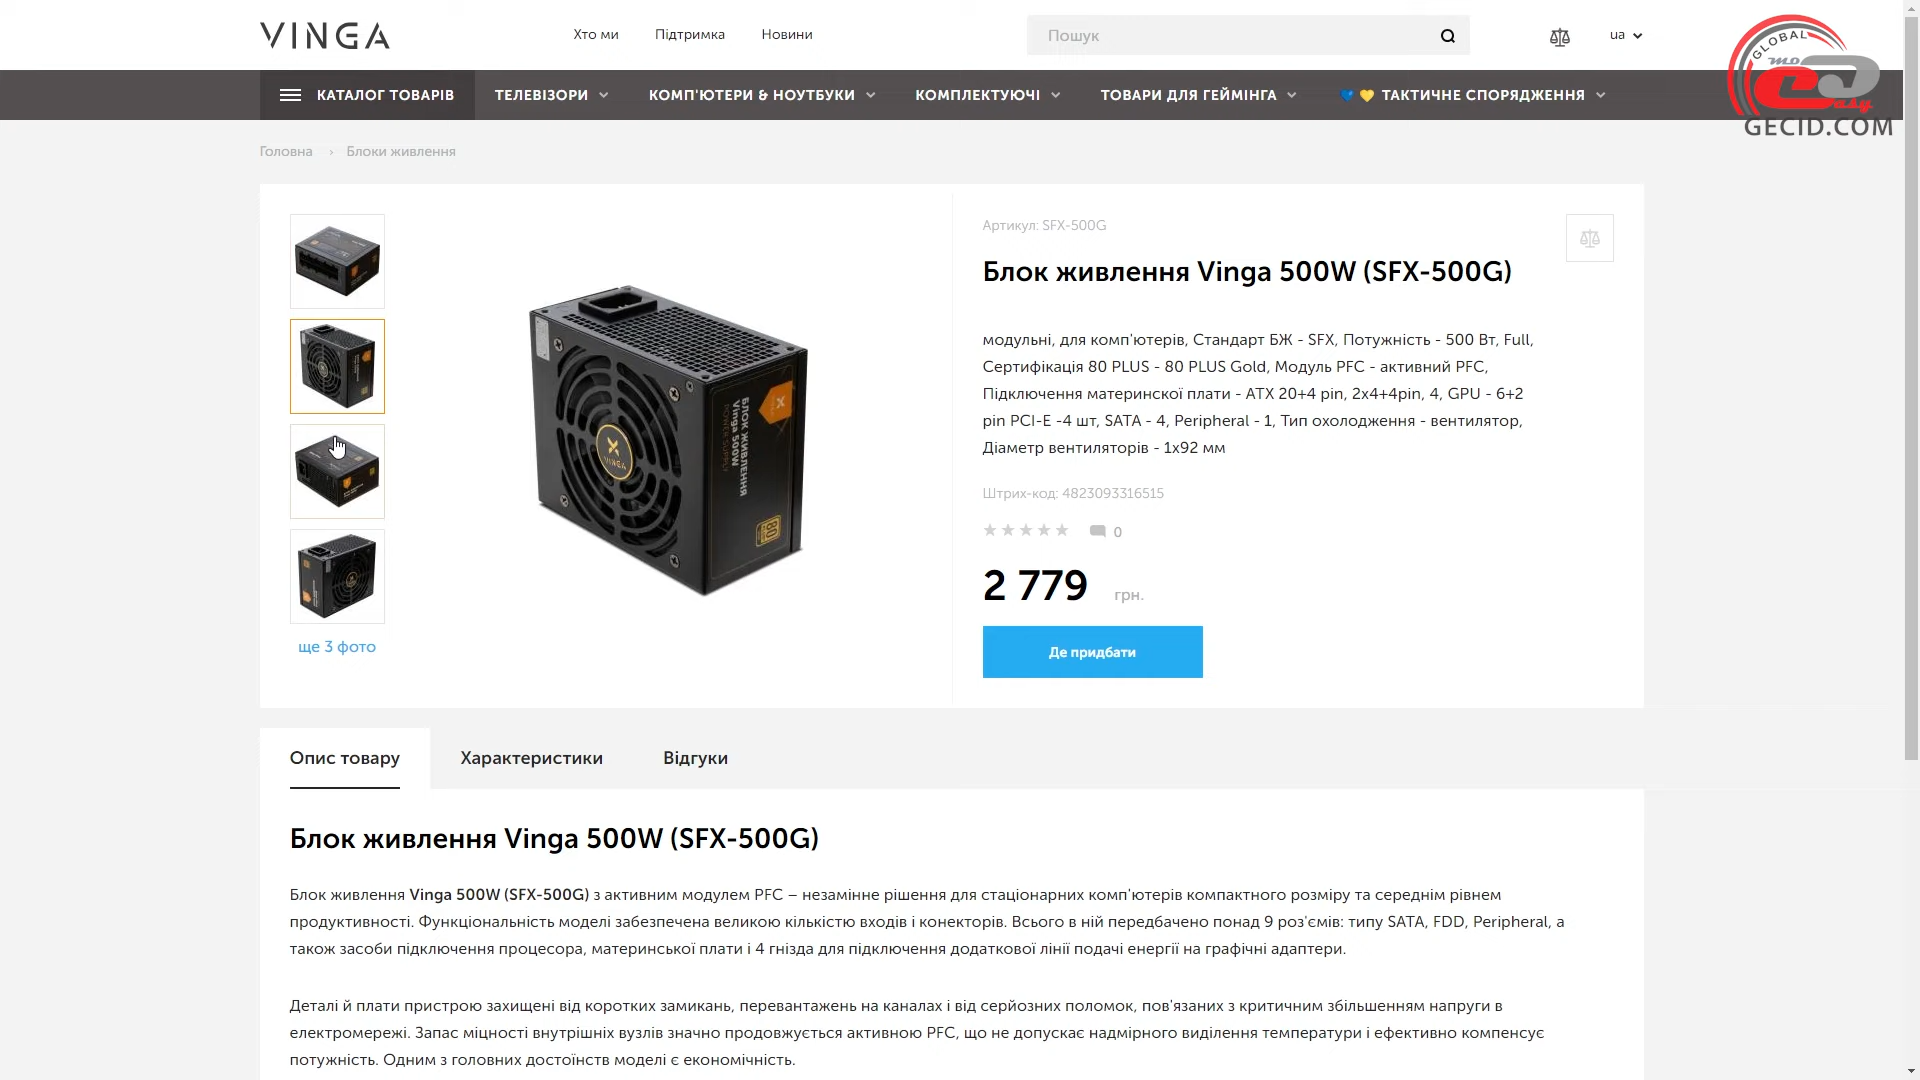 VINGA
Хто ми
Підтримка
Новини
Пошук
ua
GLOBAL
GECID.COM
КАТАЛОГ ТОВАРІВ
ТЕЛЕВІЗОРИ
КОМП'ЮТЕРИ & НОУТБУКИ
КОМПЛЕКТУЮЧІ
ТОВАРИ ДЛЯ ГЕЙМІНГА
💙 💛 ТАКТИЧНЕ СПОРЯДЖЕННЯ
Головна › Блоки живлення
Артикул: SFX-500G
Блок живлення Vinga 500W (SFX-500G)
модульні, для комп'ютерів, Стандарт БЖ - SFX, Потужність - 500 Вт, Full,
Сертифікація 80 PLUS - 80 PLUS Gold, Модуль PFC - активний PFC,
Підключення материнскої плати - ATX 20+4 pin, 2x4+4pin, 4, GPU - 6+2
pin PCI-E -4 шт, SATA - 4, Peripheral - 1, Тип охолодження - вентилятор,
Діаметр вентиляторів - 1x92 мм
Штрих-код: 4823093316515
0
2 779 грн.
Де придбати
БЛОК ЖИВЛЕННЯ
Vinga 500W
POWER SUPPLY
VINGA
80
ще 3 фото
Опис товару
Характеристики
Відгуки
Блок живлення Vinga 500W (SFX-500G)
Блок живлення Vinga 500W (SFX-500G) з активним модулем PFC – незамінне рішення для стаціонарних комп'ютерів компактного розміру та середнім рівнем
продуктивності. Функціональність моделі забезпечена великою кількістю входів і конекторів. Всього в ній передбачено понад 9 роз'ємів: типу SATA, FDD, Peripheral, а
також засоби підключення процесора, материнської плати і 4 гнізда для підключення додаткової лінії подачі енергії на графічні адаптери.
Деталі й плати пристрою захищені від коротких замикань, перевантажень на каналах і від серйозних поломок, пов'язаних з критичним збільшенням напруги в
електромережі. Запас міцності внутрішніх вузлів значно продовжується активною PFC, що не допускає надмірного виділення температури і ефективно компенсує
потужність. Одним з головних достоїнств моделі є економічність.